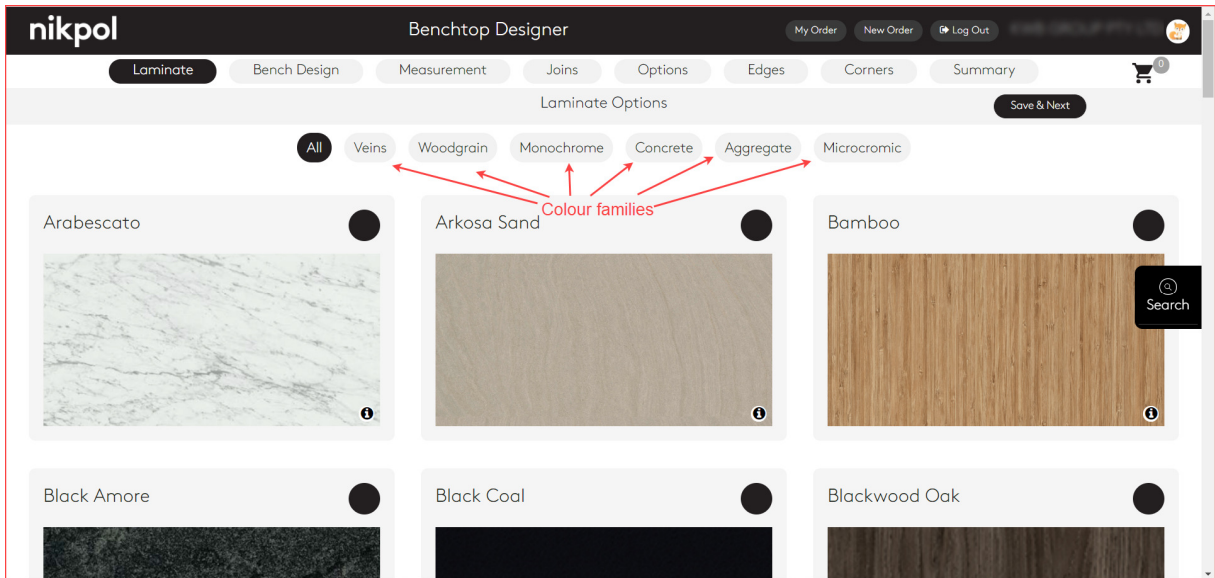 nikpol Benchtop Designer My Order New Order Log Out
Laminate Bench Design Measurement Joins Options Edges Corners Summary 0
Laminate Options Save & Next
All Veins Woodgrain Monochrome Concrete Aggregate Microcromic
Colour families
Arabescato Arkosa Sand Bamboo
Search
Black Amore Black Coal Blackwood Oak